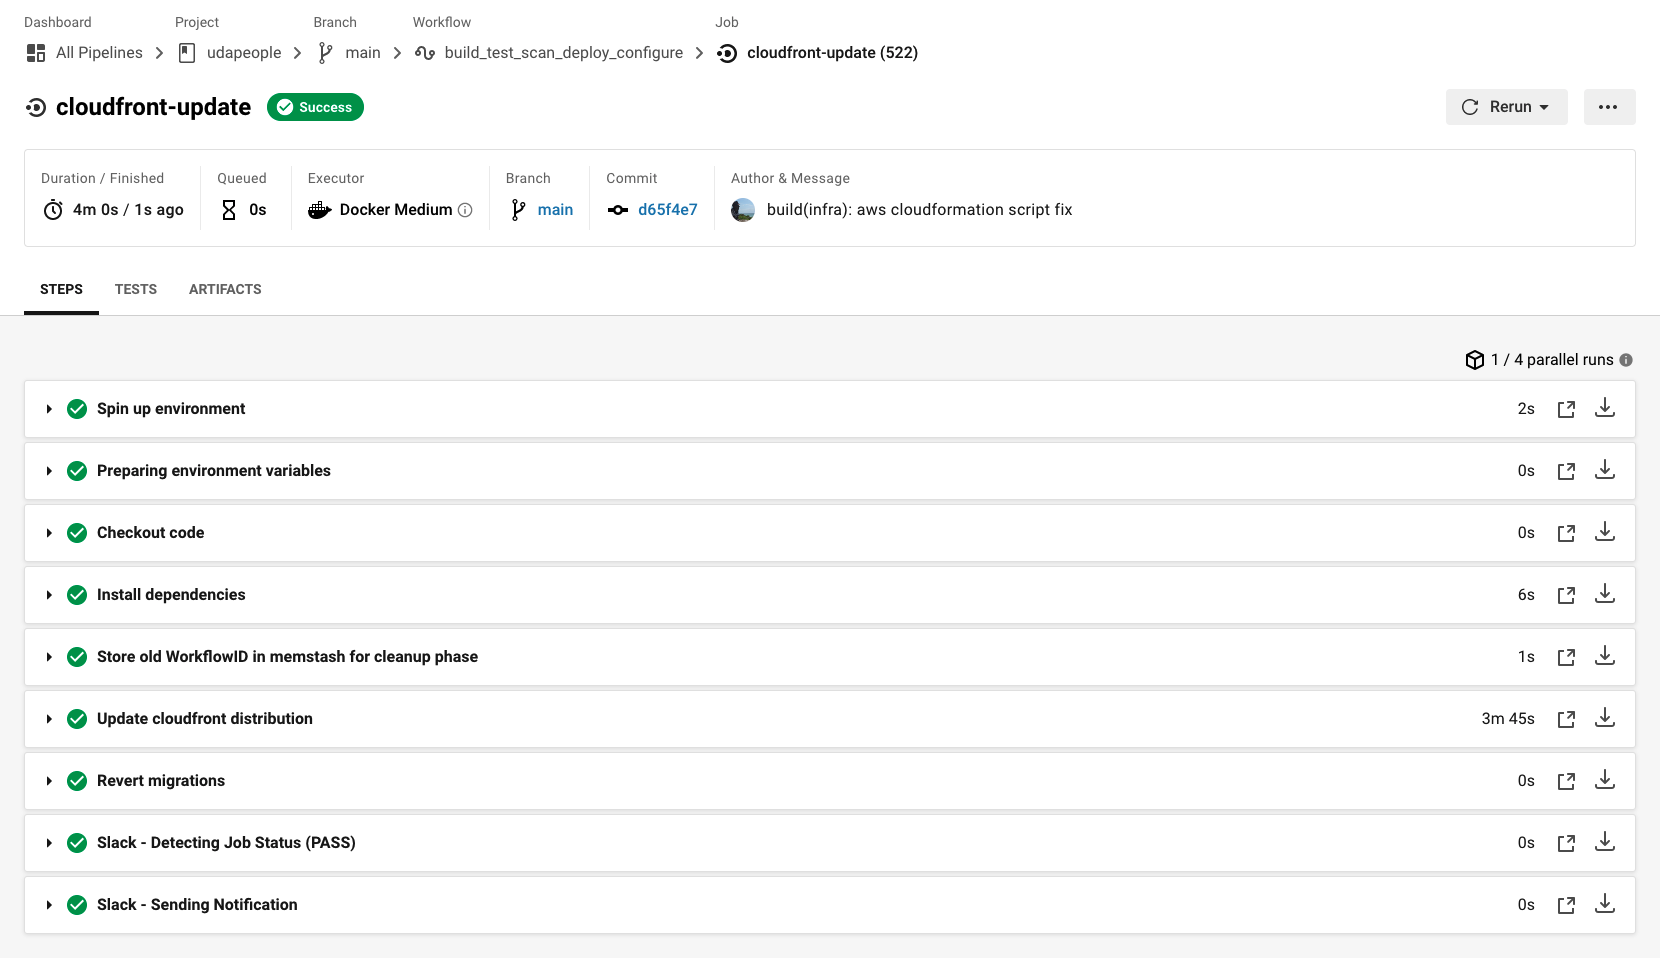 Dashboard Project Branch Workflow Job
All Pipelines udapeople main build_test_scan_deploy_configure cloudfront-update (522)
cloudfront-update Success Rerun
Duration / Finished Queued Executor Branch Commit Author & Message
4m 0s / 1s ago 0s Docker Medium main d65f4e7 build(infra): aws cloudformation script fix
STEPS TESTS ARTIFACTS
1 / 4 parallel runs
Spin up environment 2s
Preparing environment variables 0s
Checkout code 0s
Install dependencies 6s
Store old WorkflowID in memstash for cleanup phase 1s
Update cloudfront distribution 3m 45s
Revert migrations 0s
Slack - Detecting Job Status (PASS) 0s
Slack - Sending Notification 0s